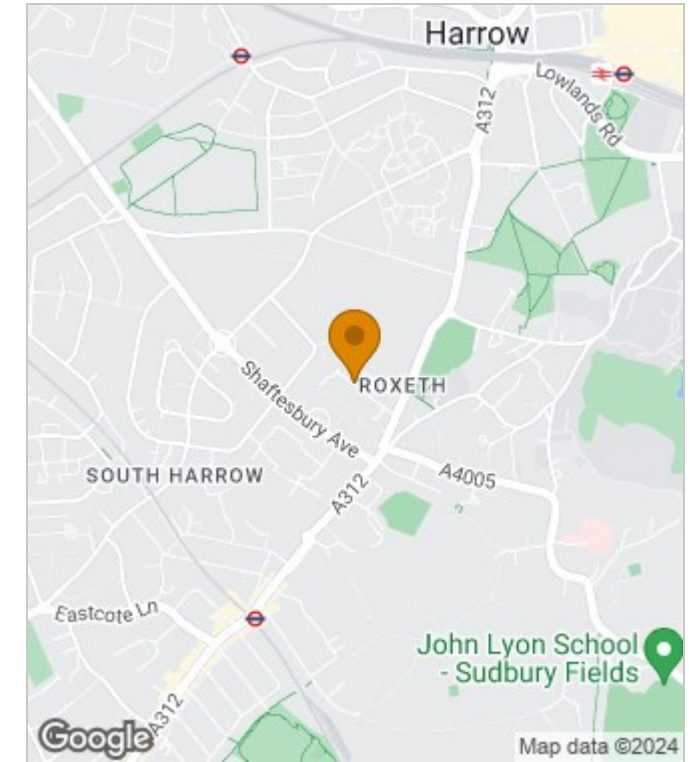 Harrow
Lowlands Rd
A312
ROXETH
Shaftesbury Ave
SOUTH HARROW
A4005
A312
Eastcote Ln
John Lyon School
- Sudbury Fields
A312
Google
Map data ©2024